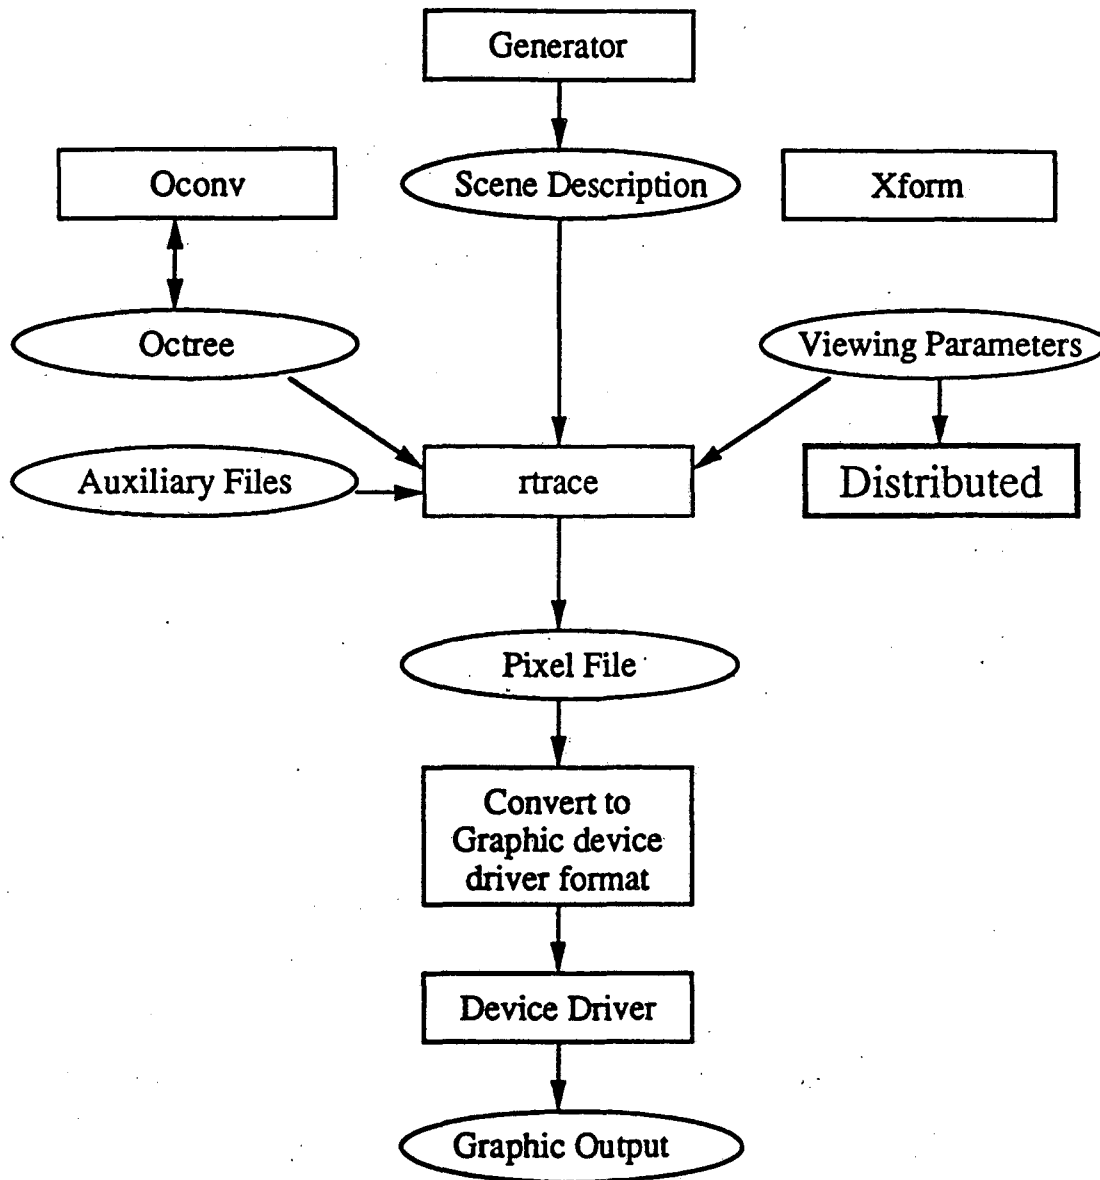 Generator
Oconv
Scene Description
Xform
Octree
Viewing Parameters
Auxiliary Files
rtrace
Distributed
Pixel File
Convert to
Graphic device
driver format
Device Driver
Graphic Output